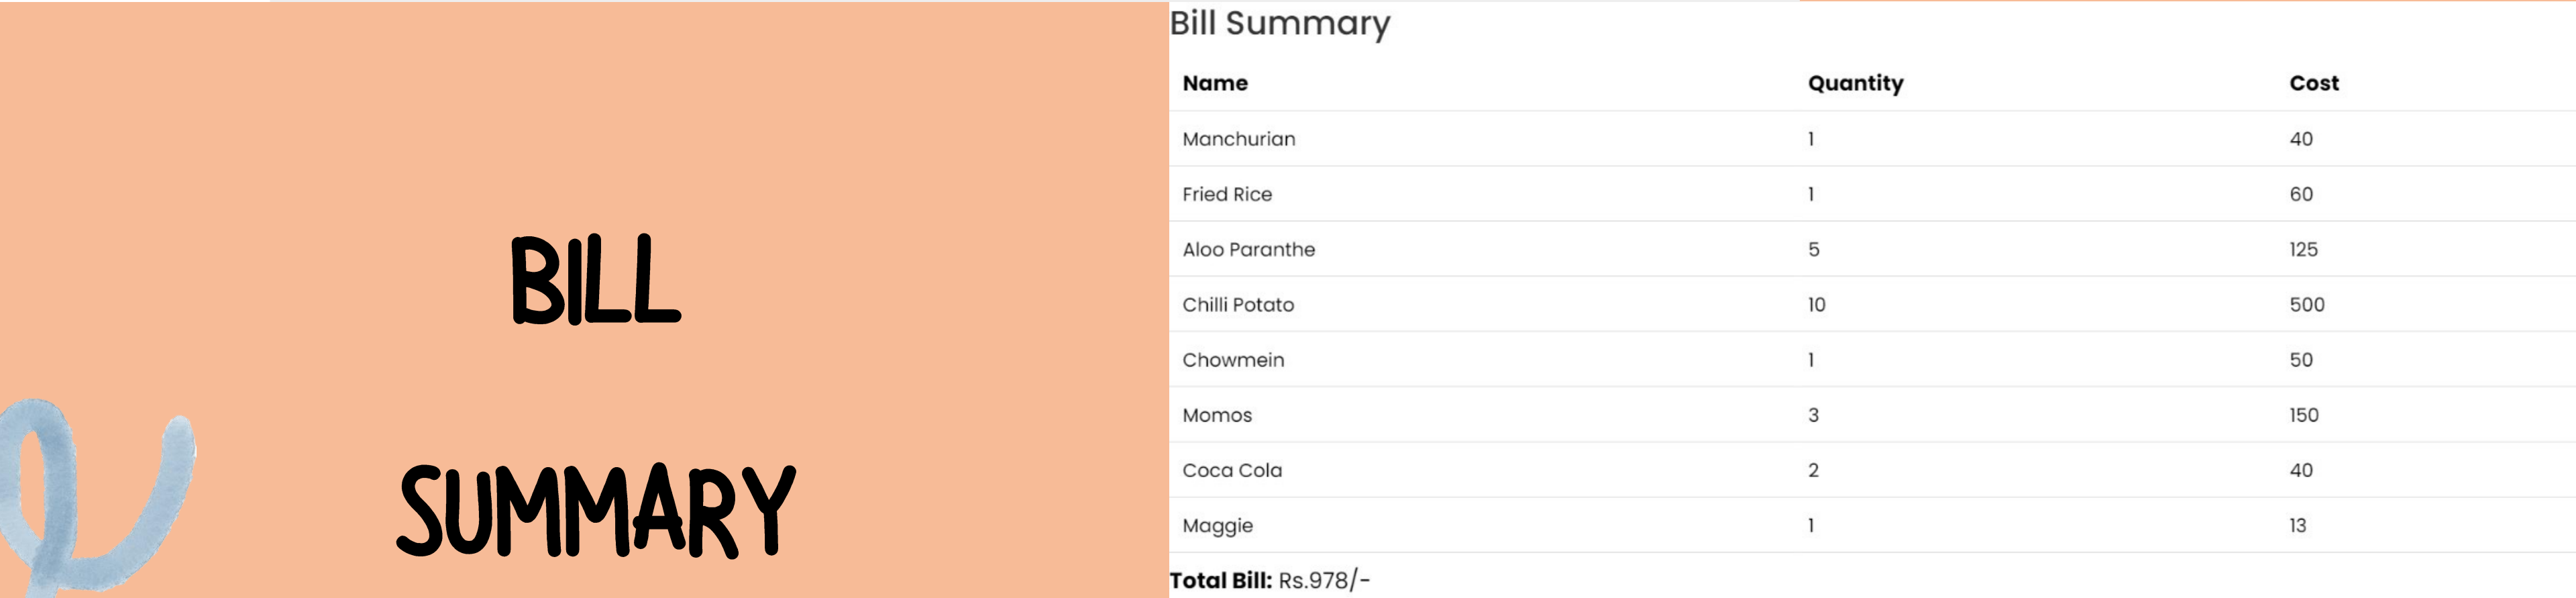 BILL
SUMMARY
Bill Summary
Name Quantity Cost
Manchurian 1 40
Fried Rice 1 60
Aloo Paranthe 5 125
Chilli Potato 10 500
Chowmein 1 50
Momos 3 150
Coca Cola 2 40
Maggie 1 13
Total Bill: Rs.978/-